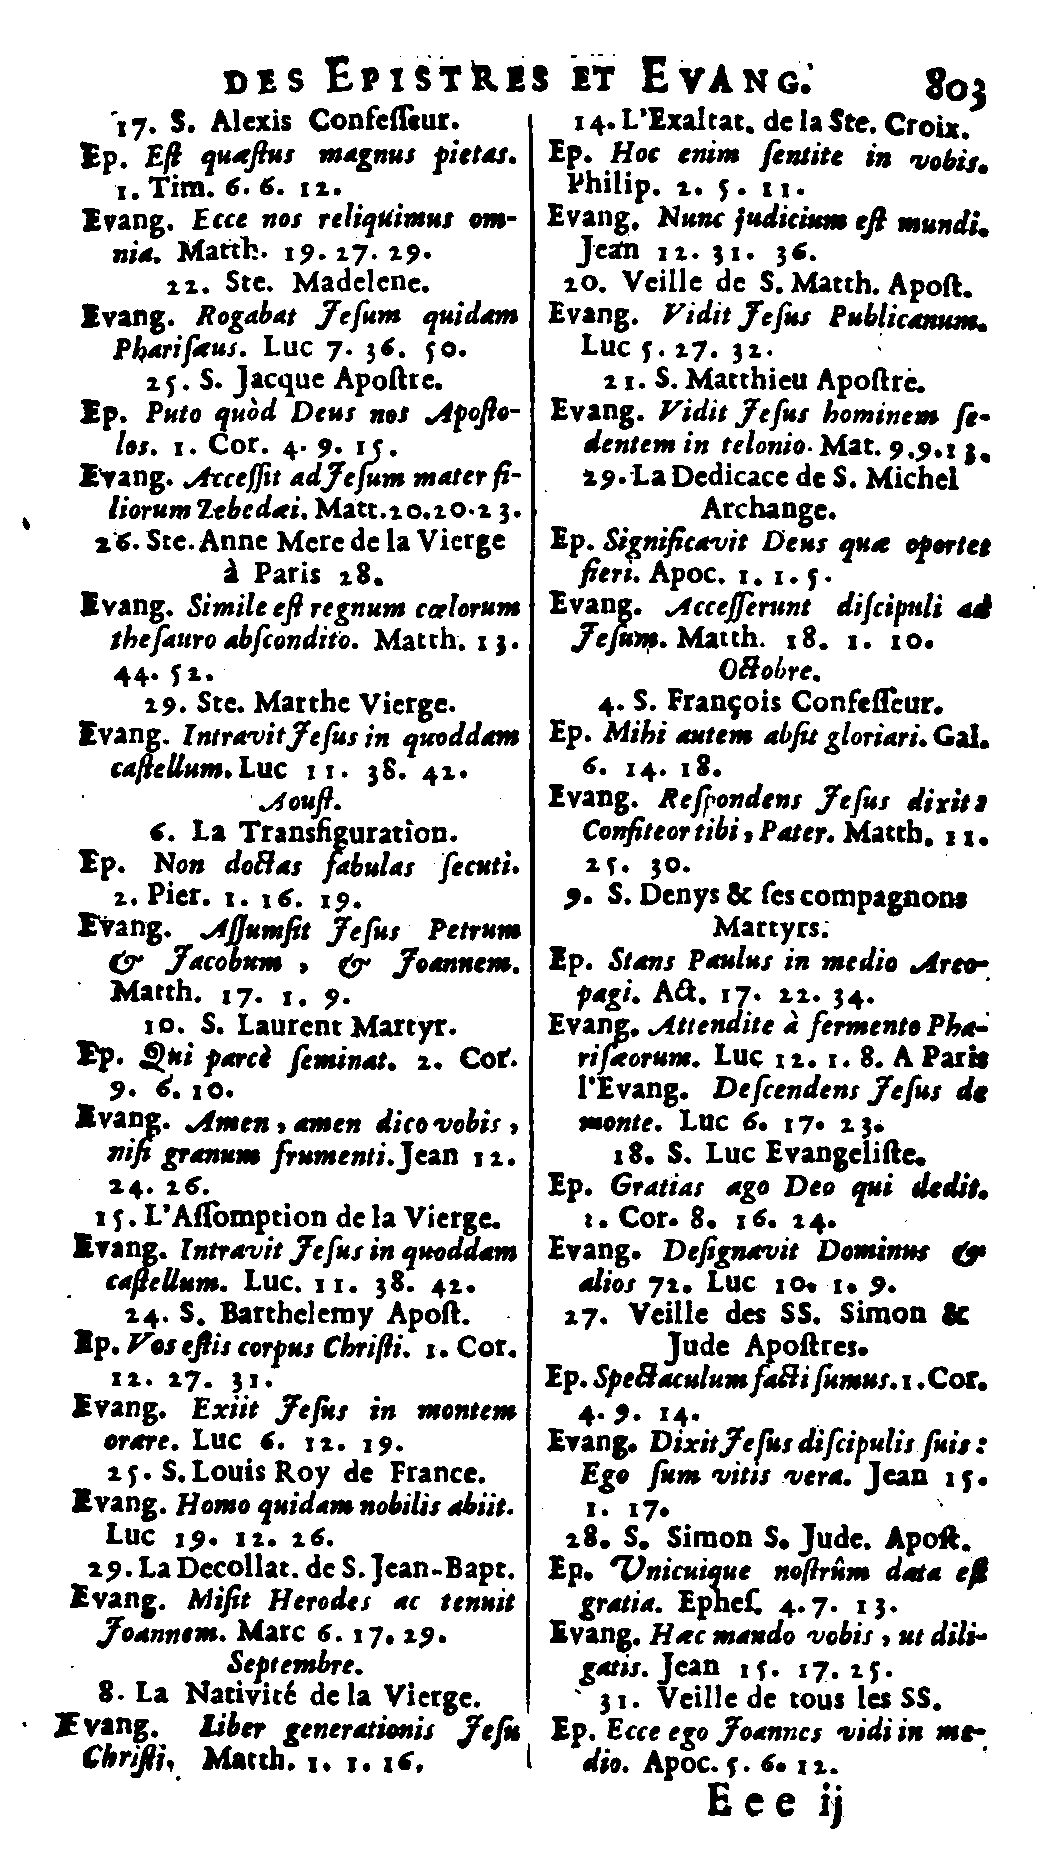 DES EPISTRES ET EVANG. 803
17. S. Alexis Confeſſeur.
Ep. Eſt quæſtus magnus pietas.
1. Tim. 6. 6. 12.
Evang. Ecce nos reliquimus om-
nia. Matth. 19. 27. 29.
22. Ste. Madelene.
Evang. Rogabat Jeſum quidam
Phariſæus. Luc 7. 36. 50.
25. S. Jacque Apoſtre.
Ep. Puto quòd Deus nos Apoſto-
los. 1. Cor. 4. 9. 15.
Evang. Acceſſit ad Jeſum mater fi-
liorum Zebedæi. Matt. 20. 20. 23.
26. Ste. Anne Mere de la Vierge
à Paris 28.
Evang. Simile eſt regnum cœlorum
theſauro abſcondito. Matth. 13.
44. 52.
29. Ste. Marthe Vierge.
Evang. Intravit Jeſus in quoddam
caſtellum. Luc 11. 38. 42.
Aouſt.
6. La Transfiguration.
Ep. Non doctas fabulas ſecuti.
2. Pier. 1. 16. 19.
Evang. Aſſumſit Jeſus Petrum
& Jacobum, & Joannem.
Matth. 17. 1. 9.
10. S. Laurent Martyr.
Ep. Qui parcè ſeminat. 2. Cor.
9. 6. 10.
Evang. Amen, amen dico vobis,
niſi granum frumenti. Jean 12.
24. 26.
15. L'Aſſomption de la Vierge.
Evang. Intravit Jeſus in quoddam
caſtellum. Luc. 11. 38. 42.
24. S. Barthelemy Apoſt.
Ep. Vos eſtis corpus Chriſti. 1. Cor.
12. 27. 31.
Evang. Exiit Jeſus in montem
orare. Luc 6. 12. 19.
25. S. Louis Roy de France.
Evang. Homo quidam nobilis abiit.
Luc 19. 12. 26.
29. La Decollat. de S. Jean-Bapt.
Evang. Miſit Herodes ac tenuit
Joannem. Marc 6. 17. 29.
Septembre.
8. La Nativité de la Vierge.
Evang. Liber generationis Jeſu
Chriſti, Matth. 1. 1. 16.
14. L'Exaltat. de la Ste. Croix.
Ep. Hoc enim ſentite in vobis.
Philip. 2. 5. 11.
Evang. Nunc judicium eſt mundi.
Jean 12. 31. 36.
20. Veille de S. Matth. Apoſt.
Evang. Vidit Jeſus Publicanum.
Luc 5. 27. 32.
21. S. Matthieu Apoſtre.
Evang. Vidit Jeſus hominem ſe-
dentem in telonio. Mat. 9. 9. 13.
29. La Dedicace de S. Michel
Archange.
Ep. Significavit Deus quæ oportet
fieri. Apoc. 1. 1. 5.
Evang. Acceſſerunt diſcipuli ad
Jeſum. Matth. 18. 1. 10.
Octobre.
4. S. François Confeſſeur.
Ep. Mihi autem abſit gloriari. Gal.
6. 14. 18.
Evang. Reſpondens Jeſus dixit:
Confiteor tibi, Pater. Matth. 11.
25. 30.
9. S. Denys & ſes compagnons
Martyrs.
Ep. Stans Paulus in medio Areo-
pagi. Act. 17. 22. 34.
Evang. Attendite à fermento Pha-
riſæorum. Luc 12. 1. 8. A Paris
l'Evang. Deſcendens Jeſus de
monte. Luc 6. 17. 23.
18. S. Luc Evangeliſte.
Ep. Gratias ago Deo qui dedit.
1. Cor. 8. 16. 24.
Evang. Deſignavit Dominus &
alios 72. Luc 10. 1. 9.
27. Veille des SS. Simon &
Jude Apoſtres.
Ep. Spectaculum facti ſumus. 1. Cor.
4. 9. 14.
Evang. Dixit Jeſus diſcipulis ſuis:
Ego ſum vitis vera. Jean 15.
1. 17.
28. S. Simon S. Jude. Apoſt.
Ep. Unicuique noſtrûm data eſt
gratia. Epheſ. 4. 7. 13.
Evang. Hæc mando vobis, ut dili-
gatis. Jean 15. 17. 25.
31. Veille de tous les SS.
Ep. Ecce ego Joannes vidi in me-
dio. Apoc. 5. 6. 12.
Eee ij